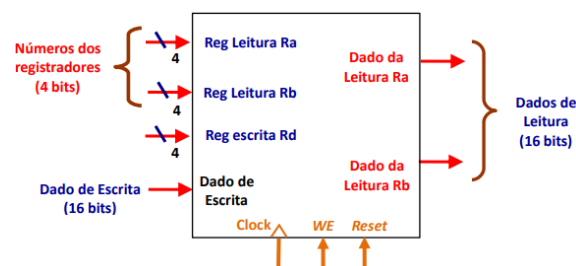 Números dos
registradores
(4 bits)
4
Reg Leitura Ra
4
Reg Leitura Rb
4
Reg escrita Rd
Dado de Escrita
(16 bits)
Dado de
Escrita
Dado da
Leitura Ra
Dado da
Leitura Rb
Dados de
Leitura
(16 bits)
Clock
WE
Reset